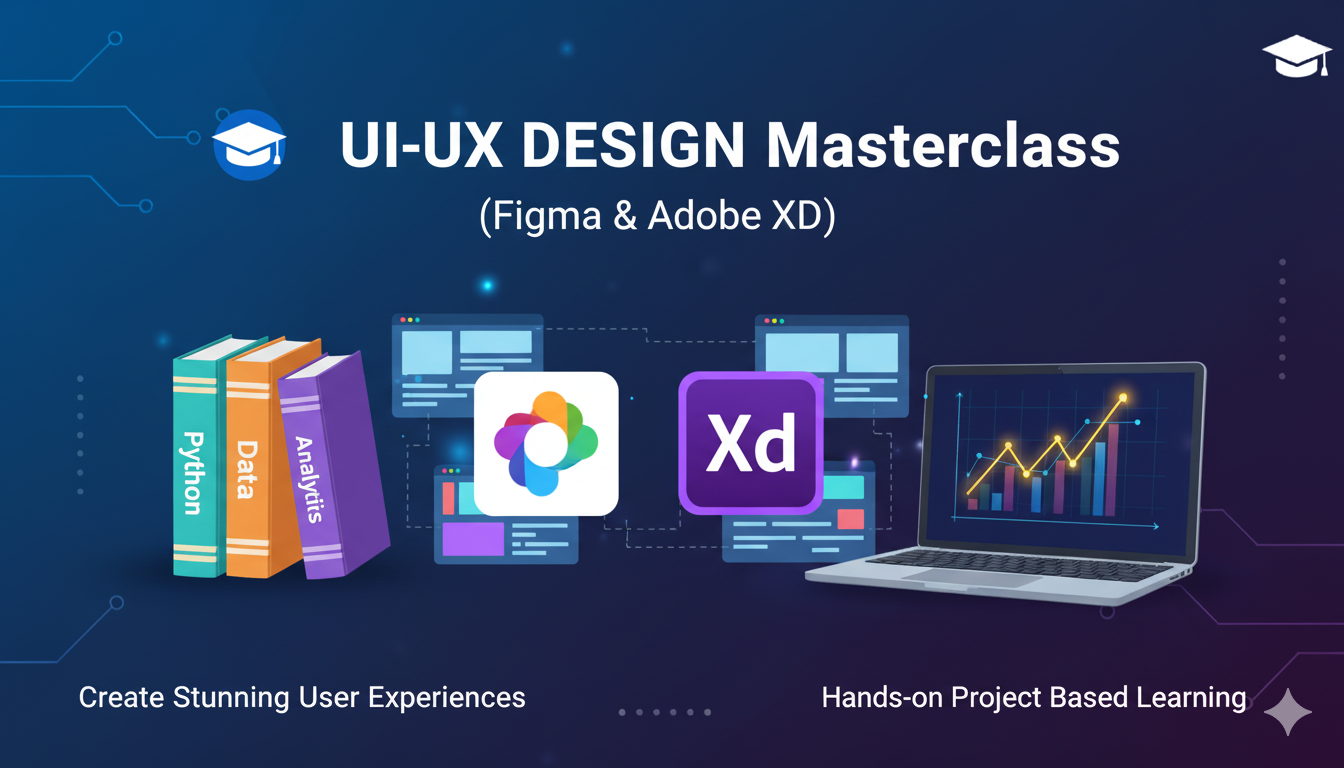 UI-UX DESIGN Masterclass
(Figma & Adobe XD)
Python
Data
Analytiis
Xd
Create Stunning User Experiences
Hands-on Project Based Learning